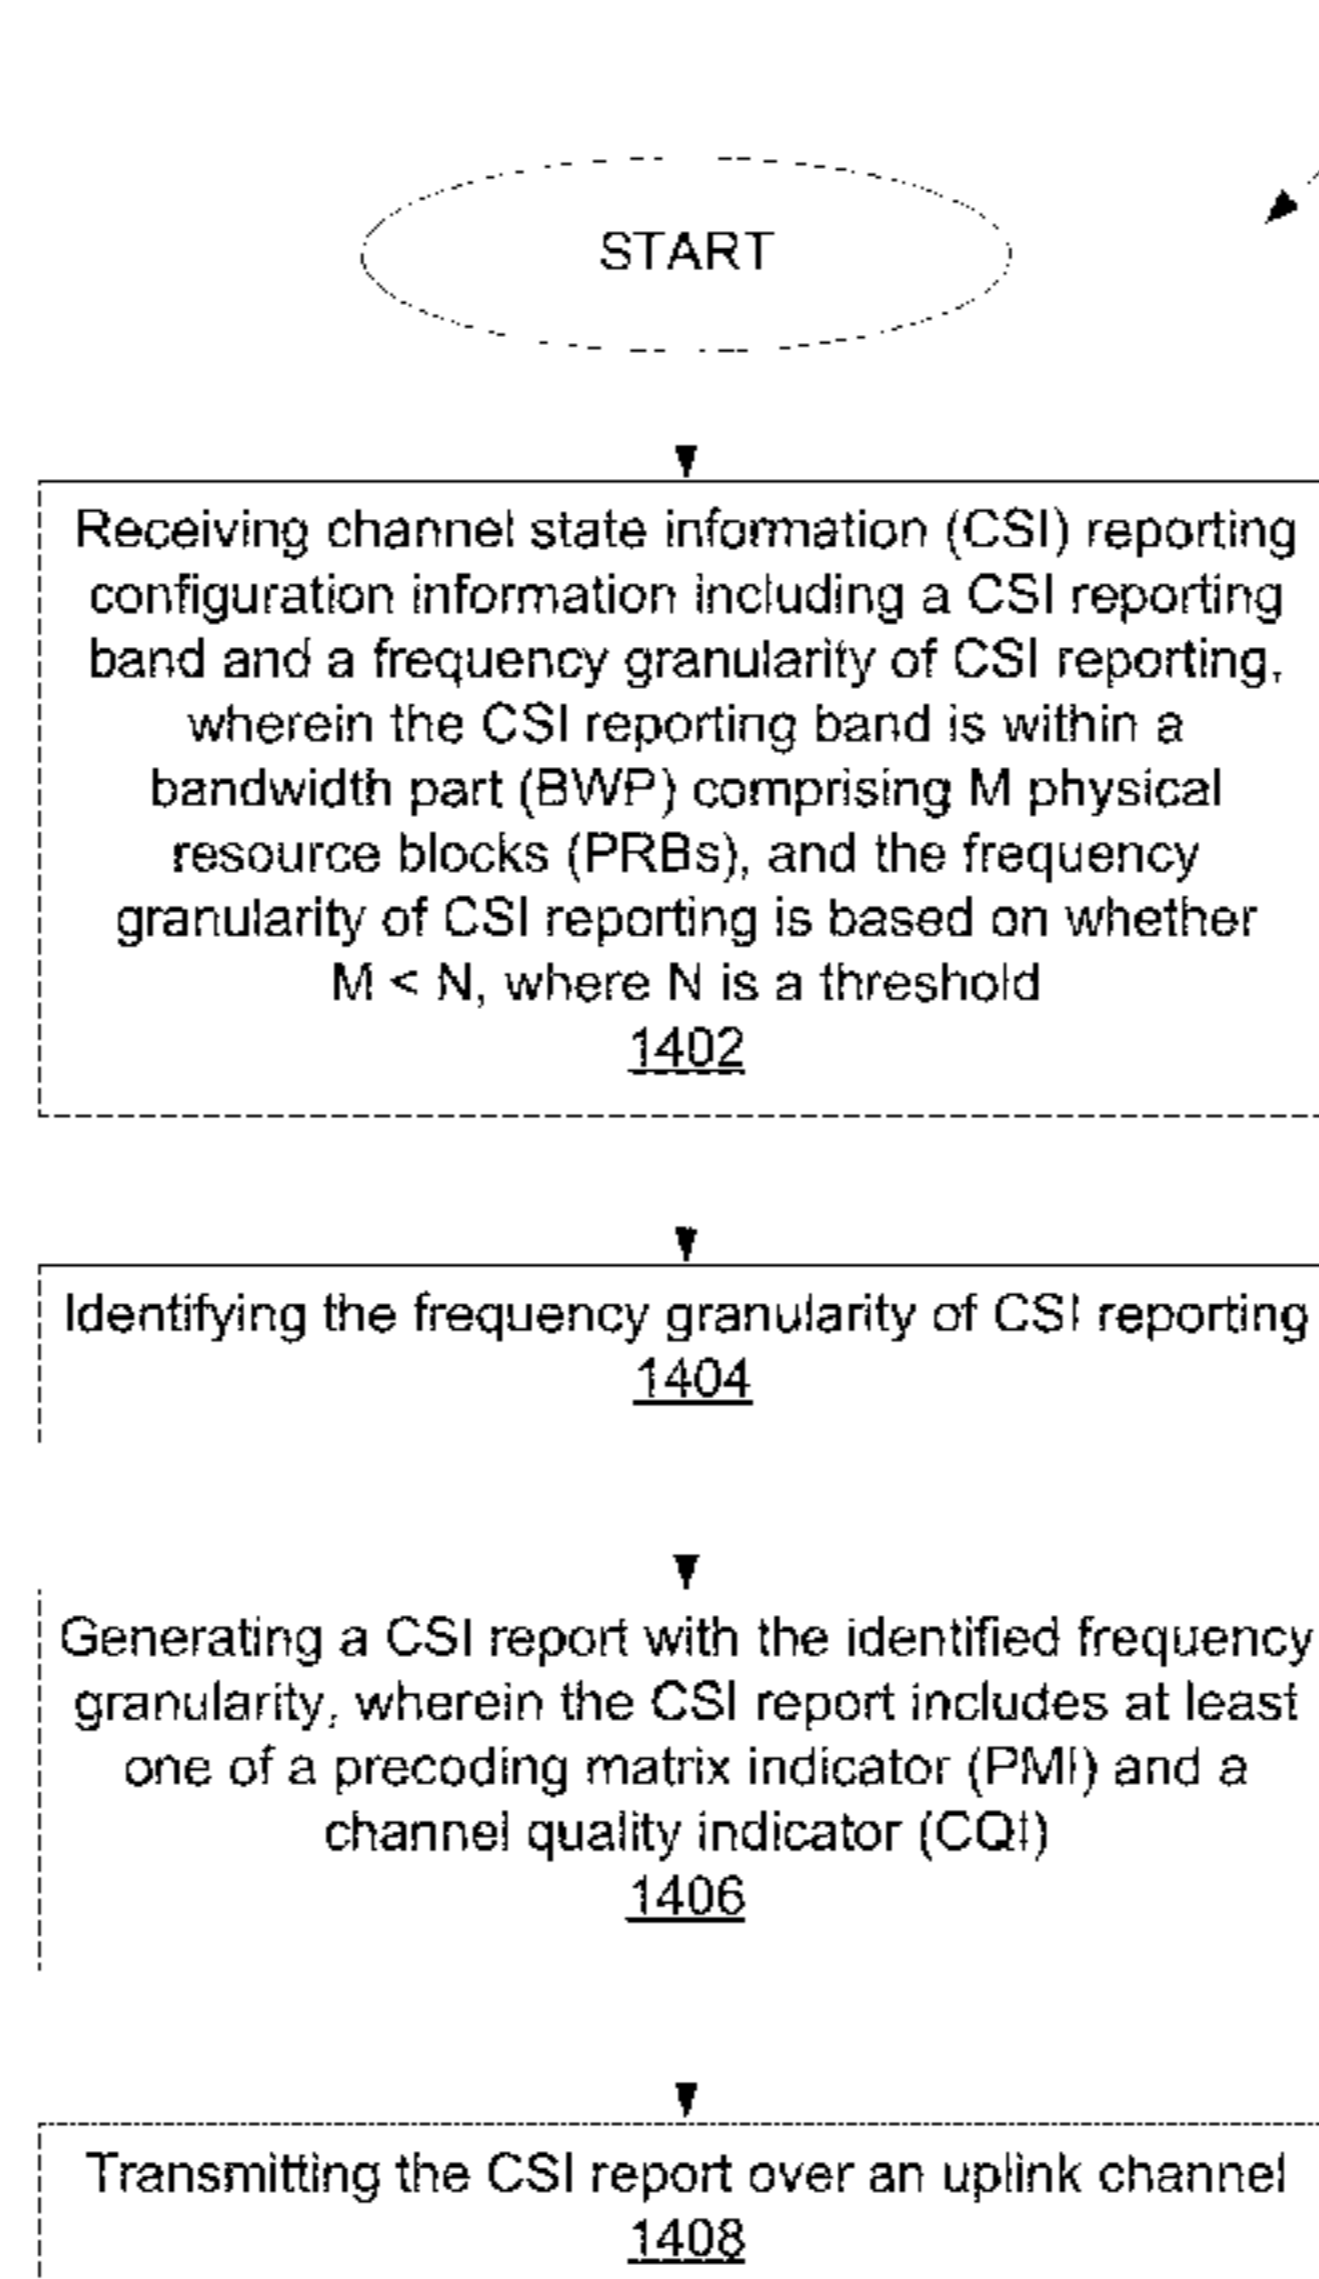 START
Receiving channel state information (CSI) reporting
configuration information including a CSI reporting
band and a frequency granularity of CSI reporting,
wherein the CSI reporting band is within a
bandwidth part (BWP) comprising M physical
resource blocks (PRBs), and the frequency
granularity of CSI reporting is based on whether
M < N, where N is a threshold
1402
Identifying the frequency granularity of CSI reporting
1404
Generating a CSI report with the identified frequency
granularity, wherein the CSI report includes at least
one of a precoding matrix indicator (PMI) and a
channel quality indicator (CQI)
1406
Transmitting the CSI report over an uplink channel
1408